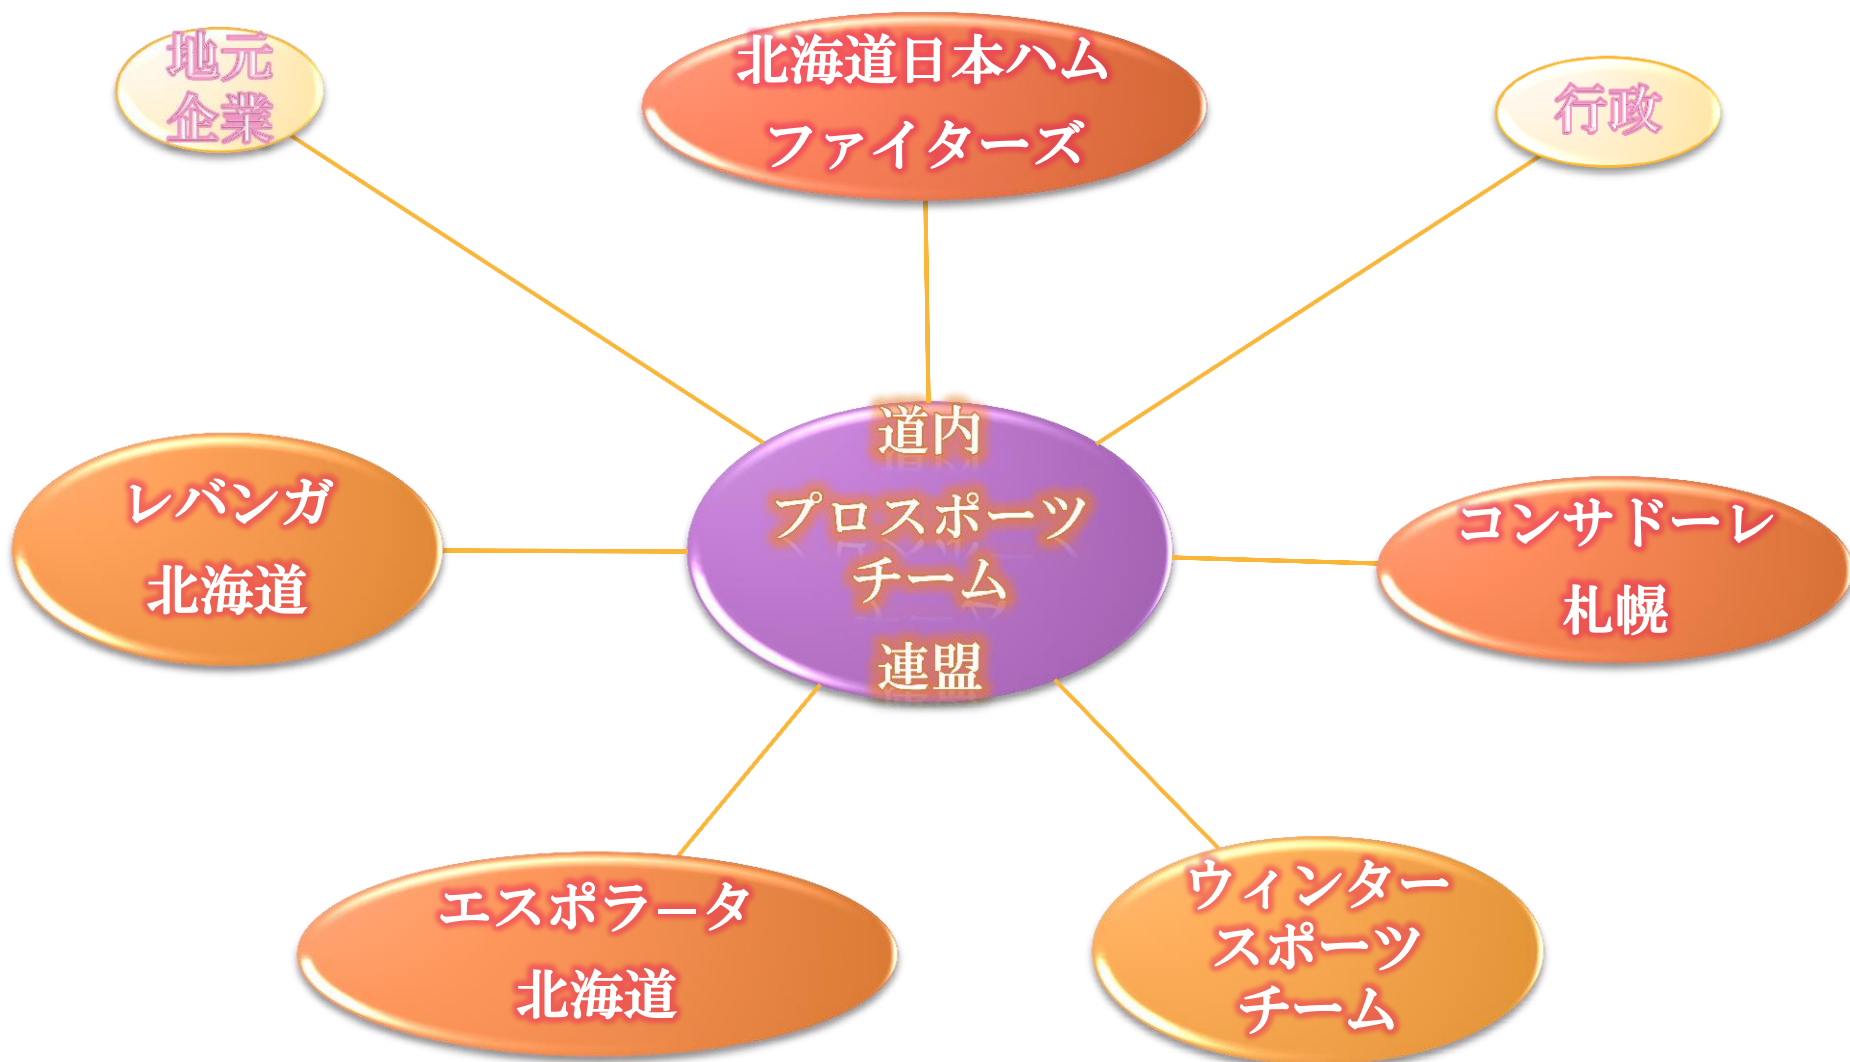 地元
企業
北海道日本ハム
ファイターズ
行政
道内
プロスポーツ
チーム
連盟
レバンガ
北海道
コンサドーレ
札幌
エスポラータ
北海道
ウィンター
スポーツ
チーム